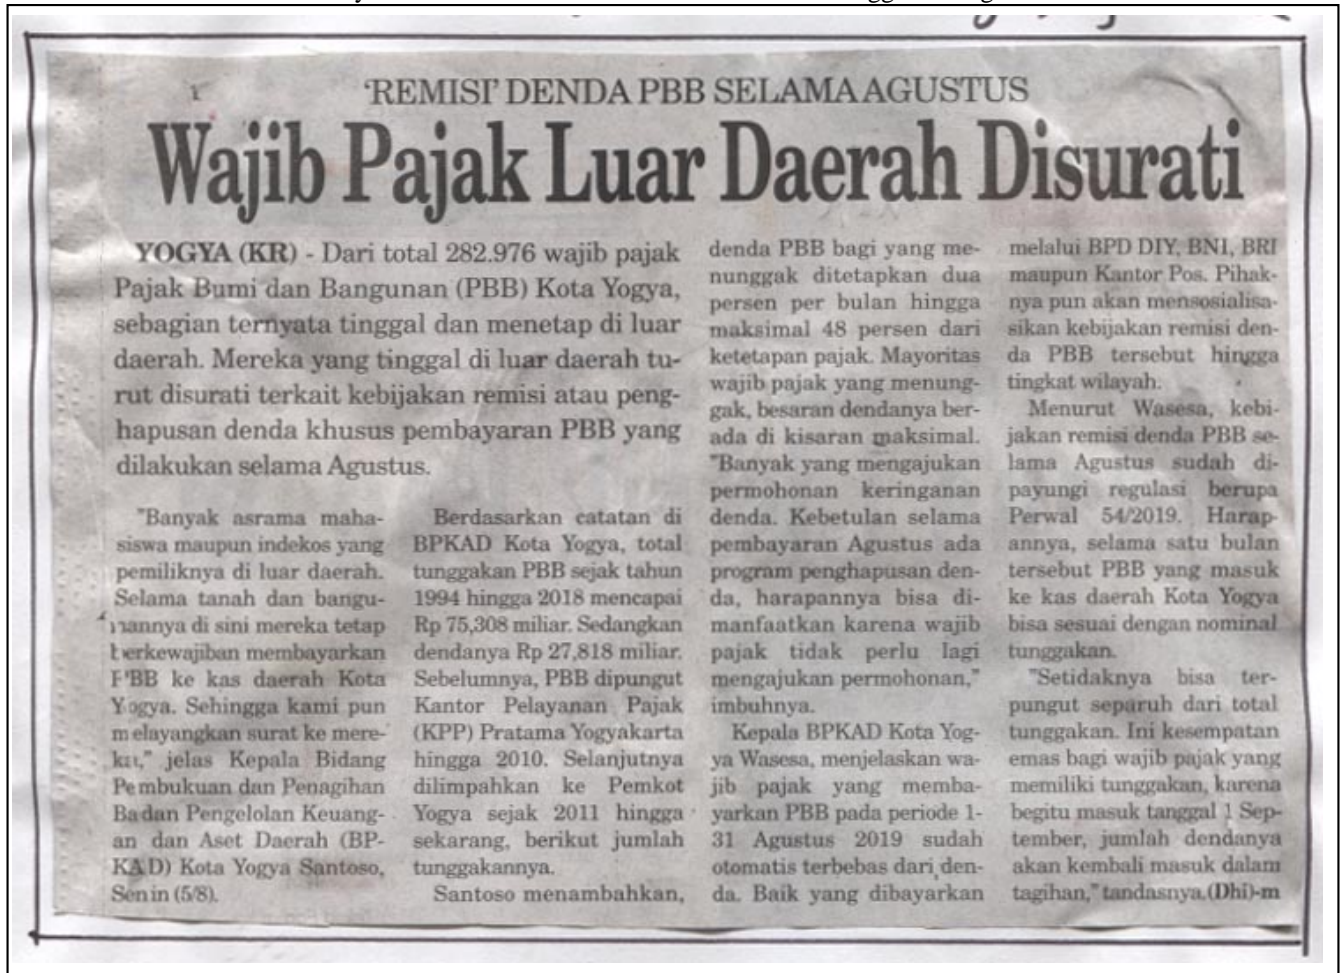 'REMISI' DENDA PBB SELAMA AGUSTUS
Wajib Pajak Luar Daerah Disurati
YOGYA (KR) - Dari total 282.976 wajib pajak
Pajak Bumi dan Bangunan (PBB) Kota Yogya,
sebagian ternyata tinggal dan menetap di luar
daerah. Mereka yang tinggal di luar daerah tu-
rut disurati terkait kebijakan remisi atau peng-
hapusan denda khusus pembayaran PBB yang
dilakukan selama Agustus.
"Banyak asrama maha-
siswa maupun indekos yang
pemiliknya di luar daerah.
Selama tanah dan bangu-
nannya di sini mereka tetap
berkewajiban membayarkan
PBB ke kas daerah Kota
Yogya. Sehingga kami pun
melayangkan surat ke mere-
ka," jelas Kepala Bidang
Pembukuan dan Penagihan
Badan Pengelolan Keuang-
an dan Aset Daerah (BP-
KAD) Kota Yogya Santoso,
Senin (5/8).
Berdasarkan catatan di
BPKAD Kota Yogya, total
tunggakan PBB sejak tahun
1994 hingga 2018 mencapai
Rp 75,308 miliar. Sedangkan
dendanya Rp 27,818 miliar.
Sebelumnya, PBB dipungut
Kantor Pelayanan Pajak
(KPP) Pratama Yogyakarta
hingga 2010. Selanjutnya
dilimpahkan ke Pemkot
Yogya sejak 2011 hingga
sekarang, berikut jumlah
tunggakannya.
Santoso menambahkan,
denda PBB bagi yang me-
nunggak ditetapkan dua
persen per bulan hingga
maksimal 48 persen dari
ketetapan pajak. Mayoritas
wajib pajak yang menung-
gak, besaran dendanya ber-
ada di kisaran maksimal.
"Banyak yang mengajukan
permohonan keringanan
denda. Kebetulan selama
pembayaran Agustus ada
program penghapusan den-
da, harapannya bisa di-
manfaatkan karena wajib
pajak tidak perlu lagi
mengajukan permohonan,"
imbuhnya.
Kepala BPKAD Kota Yog-
ya Wasesa, menjelaskan wa-
jib pajak yang memba-
yarkan PBB pada periode 1-
31 Agustus 2019 sudah
otomatis terbebas dari den-
da. Baik yang dibayarkan
melalui BPD DIY, BNI, BRI
maupun Kantor Pos. Pihak-
nya pun akan mensosialisa-
sikan kebijakan remisi den-
da PBB tersebut hingga
tingkat wilayah.
Menurut Wasesa, kebi-
jakan remisi denda PBB se-
lama Agustus sudah di-
payungi regulasi berupa
Perwal 54/2019. Harap-
annya, selama satu bulan
tersebut PBB yang masuk
ke kas daerah Kota Yogya
bisa sesuai dengan nominal
tunggakan.
"Setidaknya bisa ter-
pungut separuh dari total
tunggakan. Ini kesempatan
emas bagi wajib pajak yang
memiliki tunggakan, karena
begitu masuk tanggal 1 Sep-
tember, jumlah dendanya
akan kembali masuk dalam
tagihan," tandasnya.(Dhi)-m